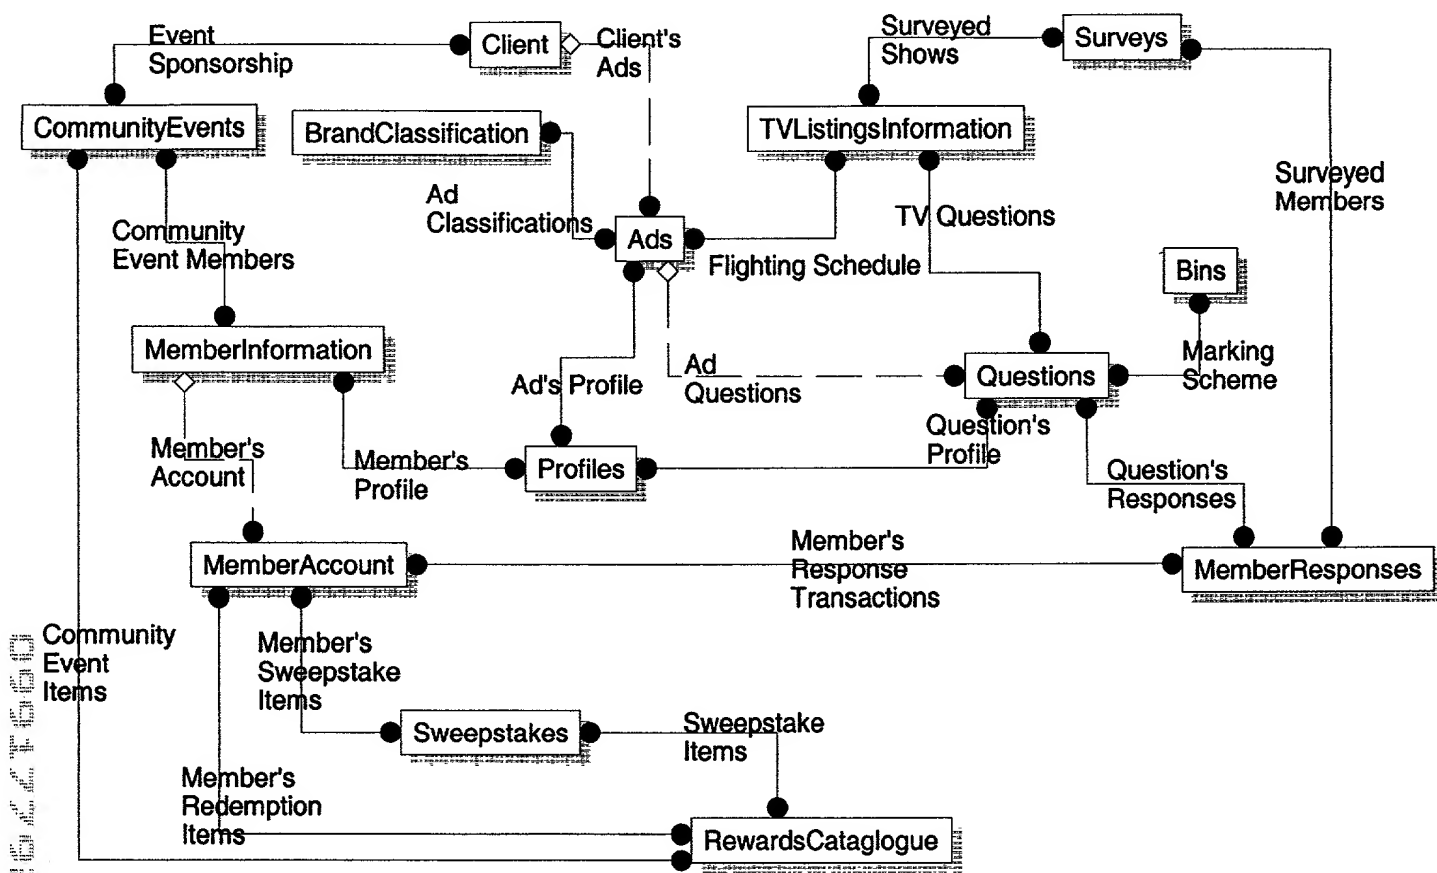 Event
Sponsorship
Client
Client's
Ads
Surveyed
Shows
Surveys
CommunityEvents
BrandClassification
TVListingsInformation
Surveyed
Members
Ad
Classifications
Ads
TV Questions
Community
Event Members
Flighting Schedule
Bins
MemberInformation
Ad's Profile
Ad
Questions
Questions
Marking
Scheme
Member's
Account
Member's
Profile
Profiles
Question's
Profile
Question's
Responses
MemberAccount
Member's
Response
Transactions
MemberResponses
Community
Event
Items
Member's
Sweepstake
Items
Sweepstakes
Sweepstake
Items
Member's
Redemption
Items
RewardsCataglogue